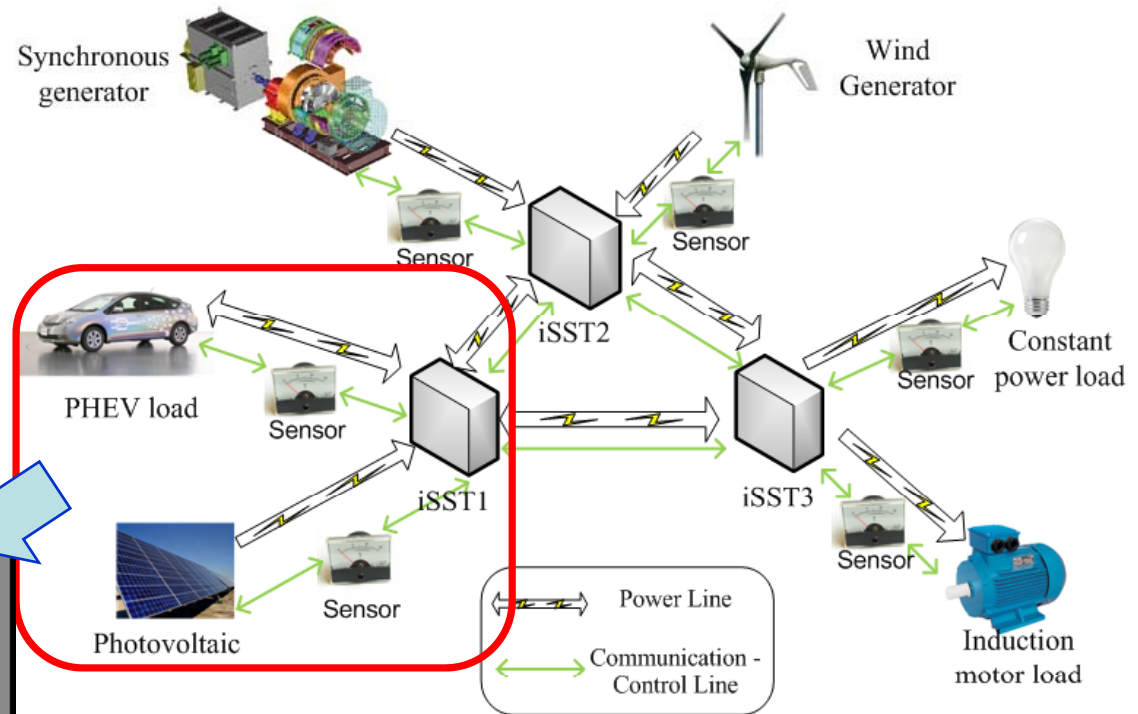 Synchronous
generator
Wind
Generator
Sensor
Sensor
iSST2
PHEV load
Sensor
iSST1
Sensor
Constant
power load
iSST3
Sensor
Photovoltaic
Sensor
Induction
motor load
Power Line
Communication -
Control Line